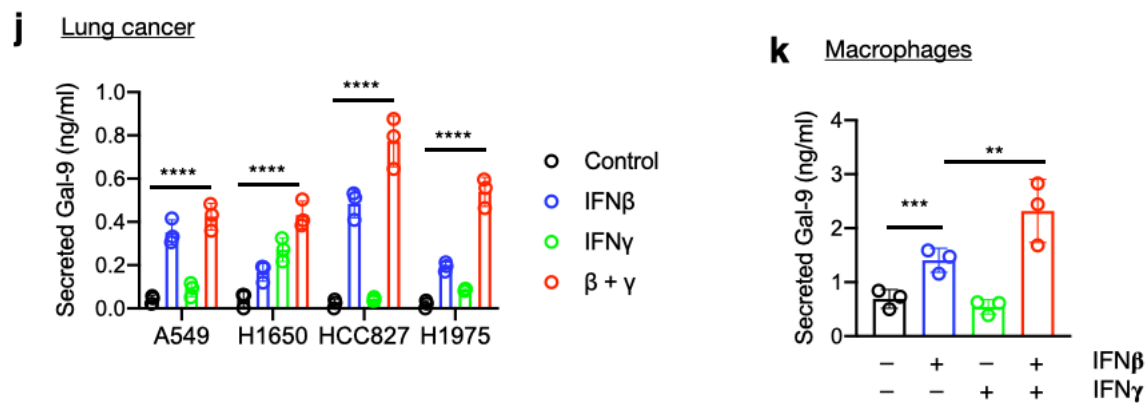 j Lung cancer
Secreted Gal-9 (ng/ml)
1.0
0.8
0.6
0.4
0.2
0.0
**** **** **** ****
A549 H1650 HCC827 H1975
Control
IFNβ
IFNγ
β + γ
k Macrophages
Secreted Gal-9 (ng/ml)
4
3
2
1
0
*** **
− + − + IFNβ
− − + + IFNγ